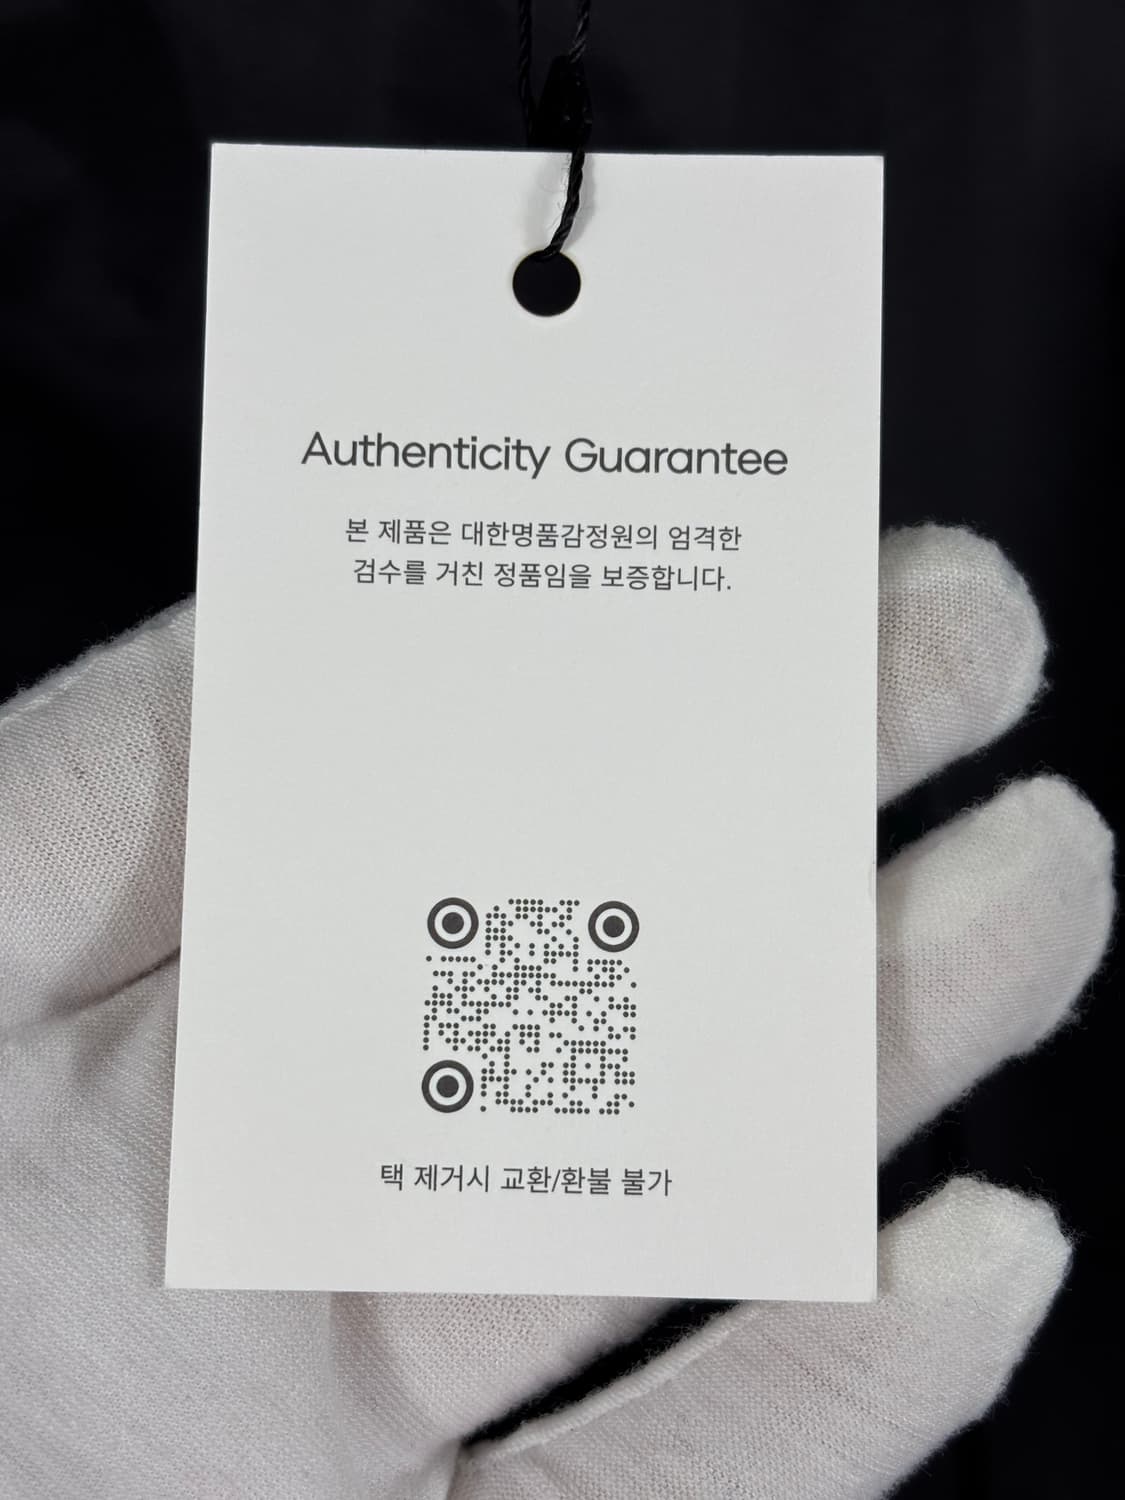 Authenticity Guarantee
본 제품은 대한명품감정원의 엄격한
검수를 거친 정품임을 보증합니다.
택 제거시 교환/환불 불가